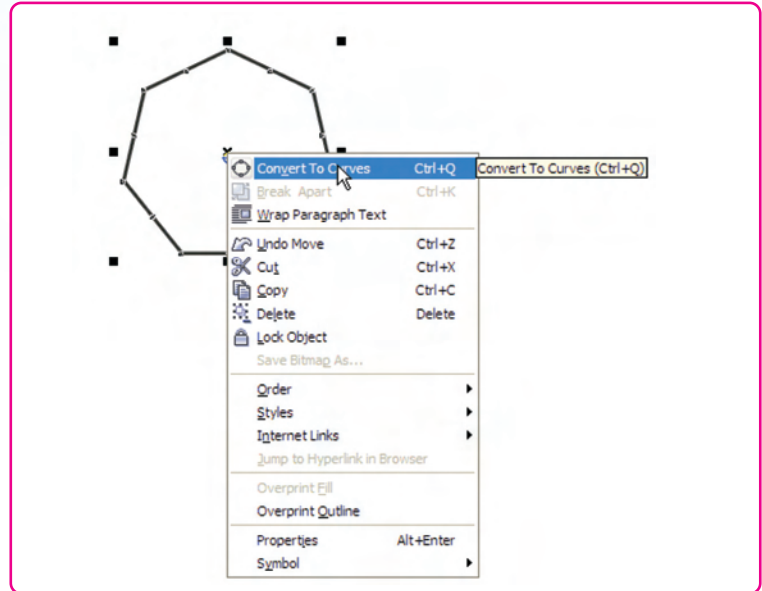 Convert To Curves Ctrl+Q Convert To Curves (Ctrl+Q)
Break Apart Ctrl+K
Wrap Paragraph Text
Undo Move Ctrl+Z
Cut Ctrl+X
Copy Ctrl+C
Delete Delete
Lock Object
Save Bitmap As...
Order
Styles
Internet Links
Jump to Hyperlink in Browser
Overprint Fill
Overprint Outline
Properties Alt+Enter
Symbol